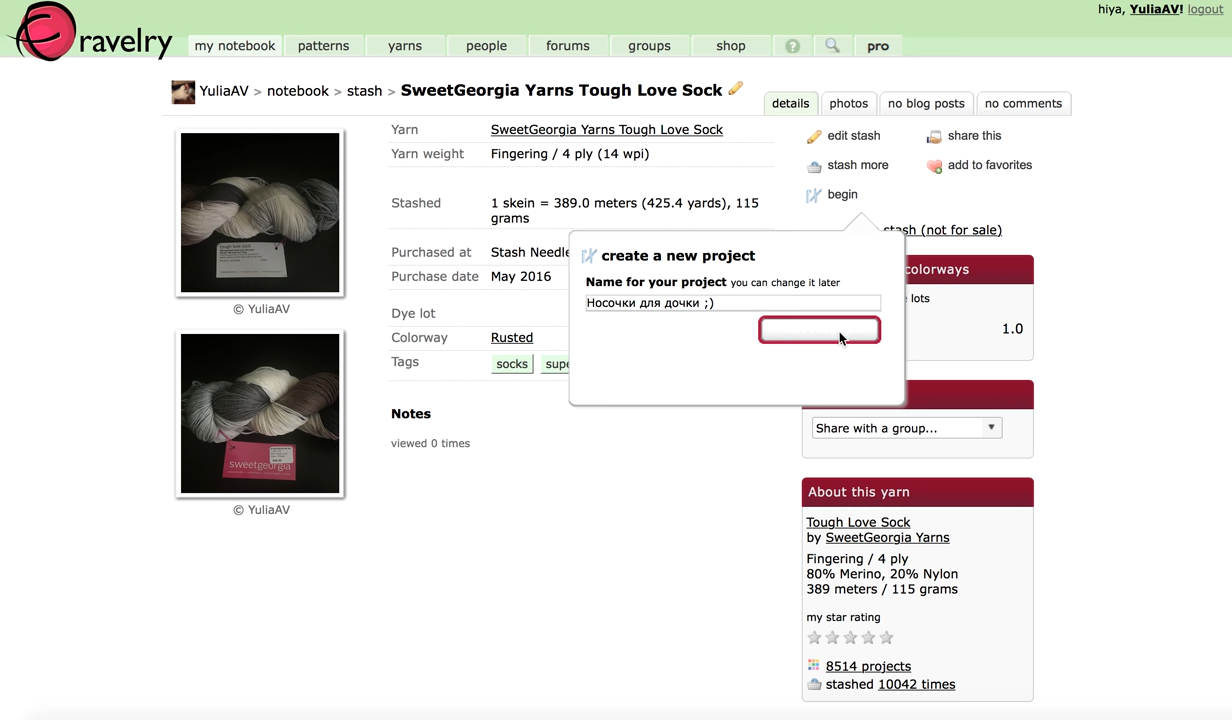 hiya, YuliaAV! logout
ravelry
my notebook patterns yarns people forums groups shop ? pro
YuliaAV > notebook > stash > SweetGeorgia Yarns Tough Love Sock
details photos no blog posts no comments
Yarn SweetGeorgia Yarns Tough Love Sock
Yarn weight Fingering / 4 ply (14 wpi)
Stashed 1 skein = 389.0 meters (425.4 yards), 115
grams
Purchased at Stash Needle
Purchase date May 2016
Dye lot
Colorway Rusted
Tags socks supe
Notes
viewed 0 times
tough love sock
© YuliaAV
sweetgeorgia
© YuliaAV
edit stash share this
stash more add to favorites
begin
stash (not for sale)
create a new project
Name for your project you can change it later
Носочки для дочки ;)
colorways
lots
1.0
Share with a group...
About this yarn
Tough Love Sock
by SweetGeorgia Yarns
Fingering / 4 ply
80% Merino, 20% Nylon
389 meters / 115 grams
my star rating
8514 projects
stashed 10042 times